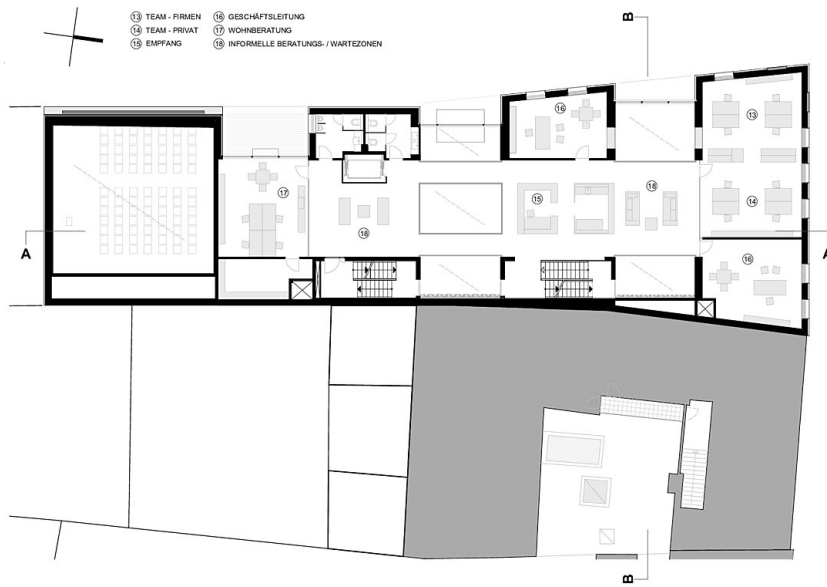 13 TEAM - FIRMEN
14 TEAM - PRIVAT
15 EMPFANG
16 GESCHÄFTSLEITUNG
17 WOHNBERATUNG
18 INFORMELLE BERATUNGS- / WARTEZONEN
B
16
13
17
15
18
14
18
A
A
16
B